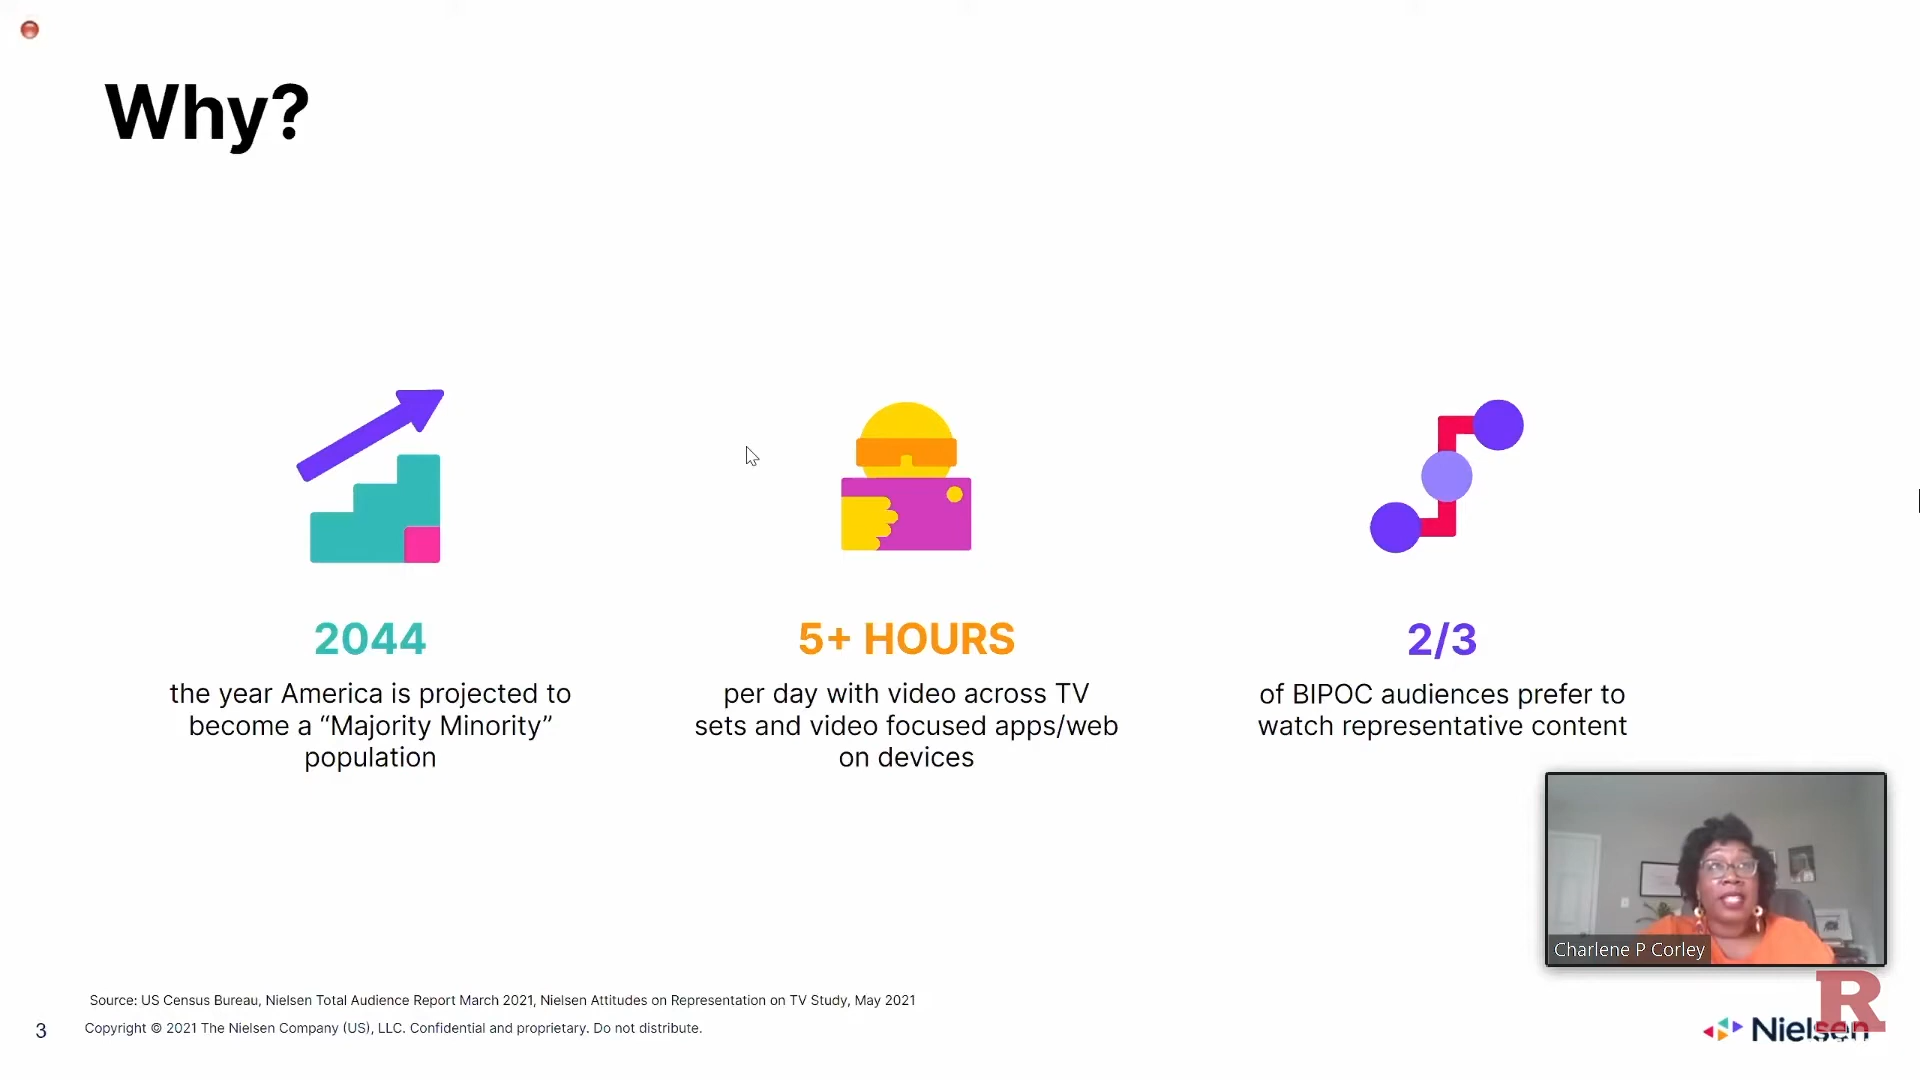 Why?
2044
the year America is projected to
become a “Majority Minority”
population
5+ HOURS
per day with video across TV
sets and video focused apps/web
on devices
2/3
of BIPOC audiences prefer to
watch representative content
Charlene P Corley
Source: US Census Bureau, Nielsen Total Audience Report March 2021, Nielsen Attitudes on Representation on TV Study, May 2021
3
Copyright © 2021 The Nielsen Company (US), LLC. Confidential and proprietary. Do not distribute.
R
Nielsen